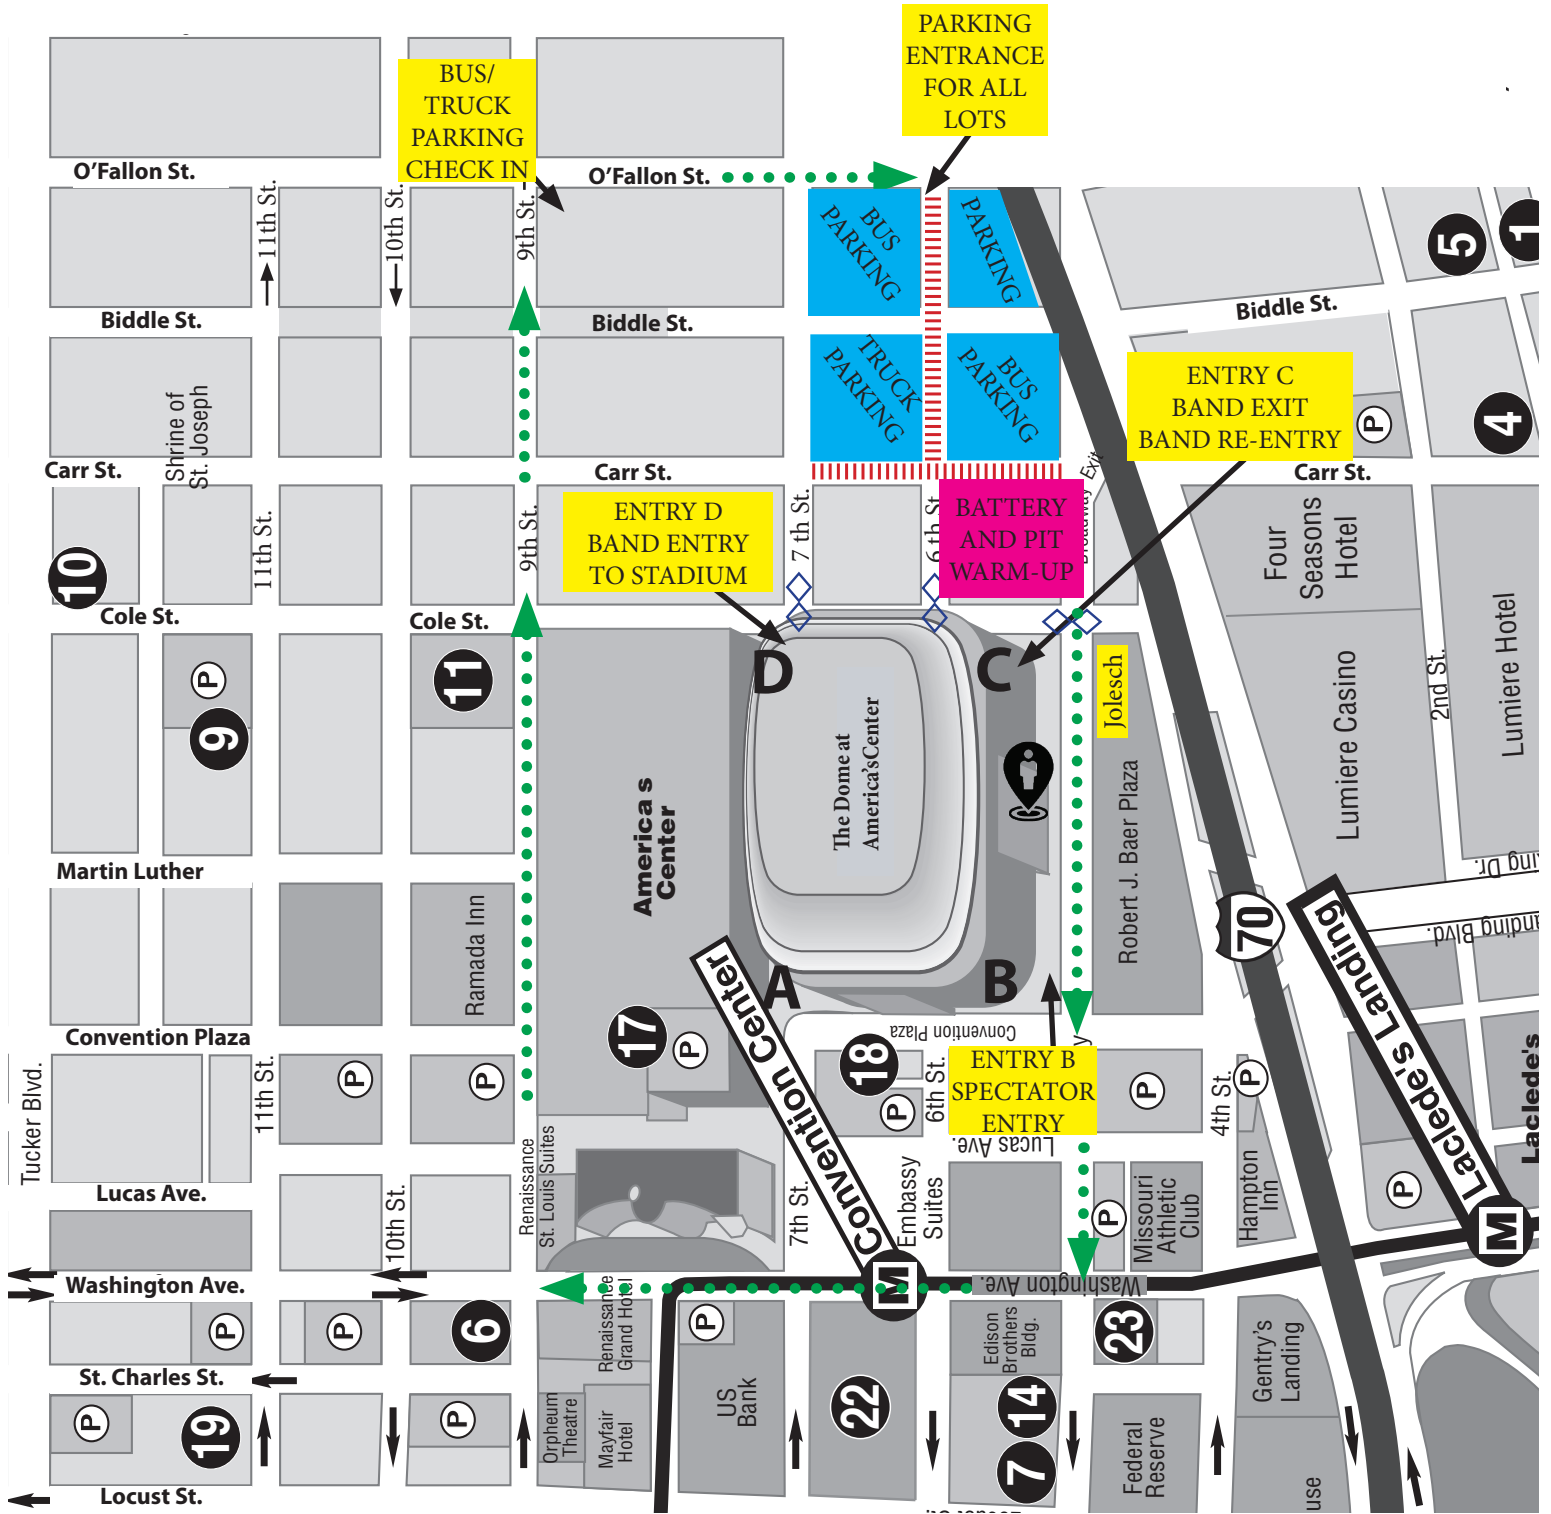 PARKING
ENTRANCE
FOR ALL
LOTS
BUS/
TRUCK
PARKING
CHECK IN
O'Fallon St.
O'Fallon St.
11th St.
10th St.
9th St.
BUS
PARKING
PARKING
5
1
Biddle St.
Biddle St.
Biddle St.
TRUCK
PARKING
BUS
PARKING
ENTRY C
BAND EXIT
BAND RE-ENTRY
P
4
Shrine of
St. Joseph
Carr St.
Carr St.
Carr St.
Exit
11th St.
9th St.
7 th St.
6 th St.
ENTRY D
BAND ENTRY
TO STADIUM
BATTERY
AND PIT
WARM-UP
Four
Seasons
Hotel
10
Cole St.
Cole St.
P
9
11
D
C
Jolesch
Lumiere Casino
2nd St.
Lumiere Hotel
America s
Center
The Dome at
America'sCenter
Robert J. Baer Plaza
Martin Luther
Ramada Inn
70
ing Dr.
anding Blvd.
Laclede's Landing
Convention Center
A
B
17
P
18
P
Convention Plaza
Convention Plaza
Tucker Blvd.
11th St.
P
P
6th St.
ENTRY B
SPECTATOR
ENTRY
y
P
4th St.
P
Laclede's
Lucas Ave.
Lucas Ave.
10th St.
Renaissance
St. Louis Suites
7th St.
Embassy
Suites
P
Missouri
Athletic
Club
Hampton
Inn
P
M
M
Washington Ave.
Washington Ave.
P
P
6
Renaissance
Grand Hotel
P
Edison
Brothers
Bldg.
23
Gentry's
Landing
St. Charles St.
P
19
P
Orpheum
Theatre
Mayfair
Hotel
US
Bank
22
14
7
Federal
Reserve
use
Locust St.